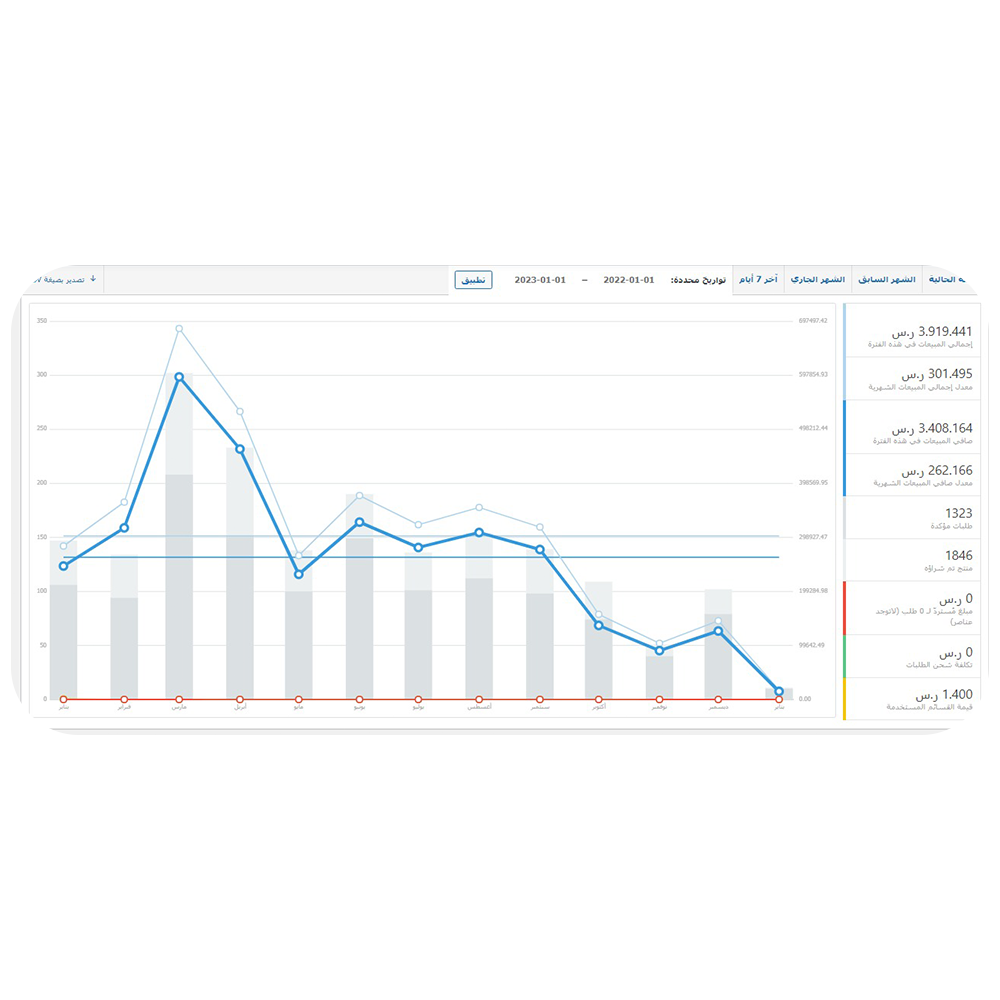 الحالية
الشهر السابق
الشهر الجاري
آخر 7 أيام
تواريخ محددة:
2022-01-01
–
2023-01-01
تطبيق
تصدير بصيغة
3.919.441 ر.س
إجمالي المبيعات في هذه الفترة
301.495 ر.س
معدل إجمالي المبيعات الشهرية
3.408.164 ر.س
صافي المبيعات في هذه الفترة
262.166 ر.س
معدل صافي المبيعات الشهرية
1323
طلبات مؤكدة
1846
منتج تم شراؤه
0 ر.س
مبلغ مُستردّ لـ 0 طلب (لاتوجد
عناصر)
0 ر.س
تكلفة شحن الطلبات
1.400 ر.س
قيمة القسائم المستخدمة
350
300
250
200
150
100
50
0
697497.42
597854.93
498212.44
398569.95
298927.47
199284.98
99642.49
0.00
يناير
فبراير
مارس
أبريل
مايو
يونيو
يوليو
أغسطس
سبتمبر
أكتوبر
نوفمبر
ديسمبر
يناير